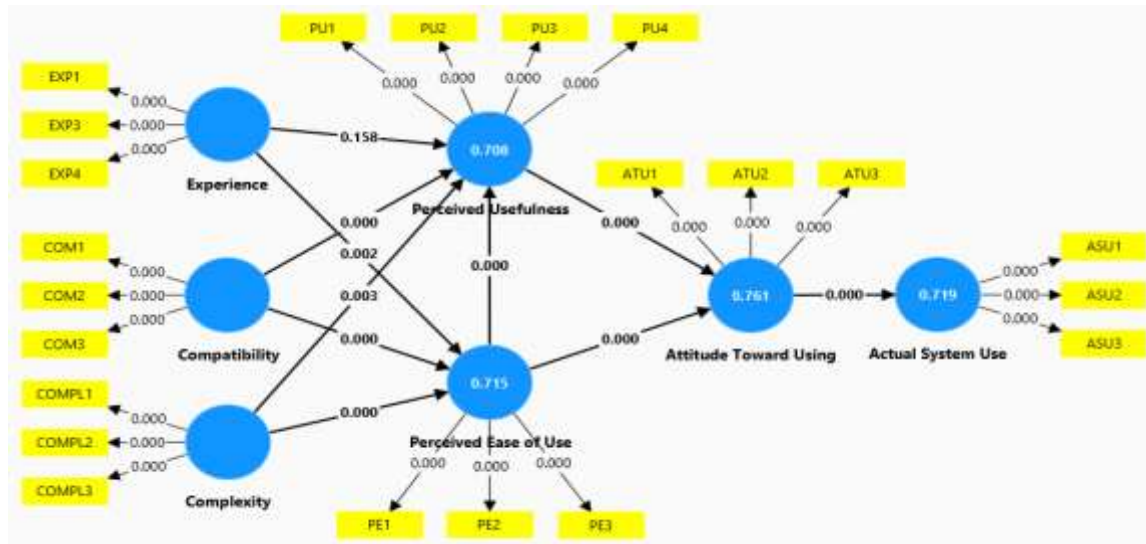 PU1
PU2
PU3
PU4
0.000
0.000
0.000
0.000
EXP1
EXP3
EXP4
0.000
0.000
0.000
Experience
0.158
0.708
Perceived Usefulness
0.000
0.002
0.003
0.000
COM1
COM2
COM3
0.000
0.000
0.000
Compatibility
0.000
0.000
COMPL1
COMPL2
COMPL3
0.000
0.000
0.000
Complexity
0.715
Perceived Ease of Use
0.000
0.000
0.000
PE1
PE2
PE3
0.000
0.000
ATU1
ATU2
ATU3
0.000
0.000
0.000
0.761
Attitude Toward Using
0.000
0.719
Actual System Use
0.000
0.000
0.000
ASU1
ASU2
ASU3